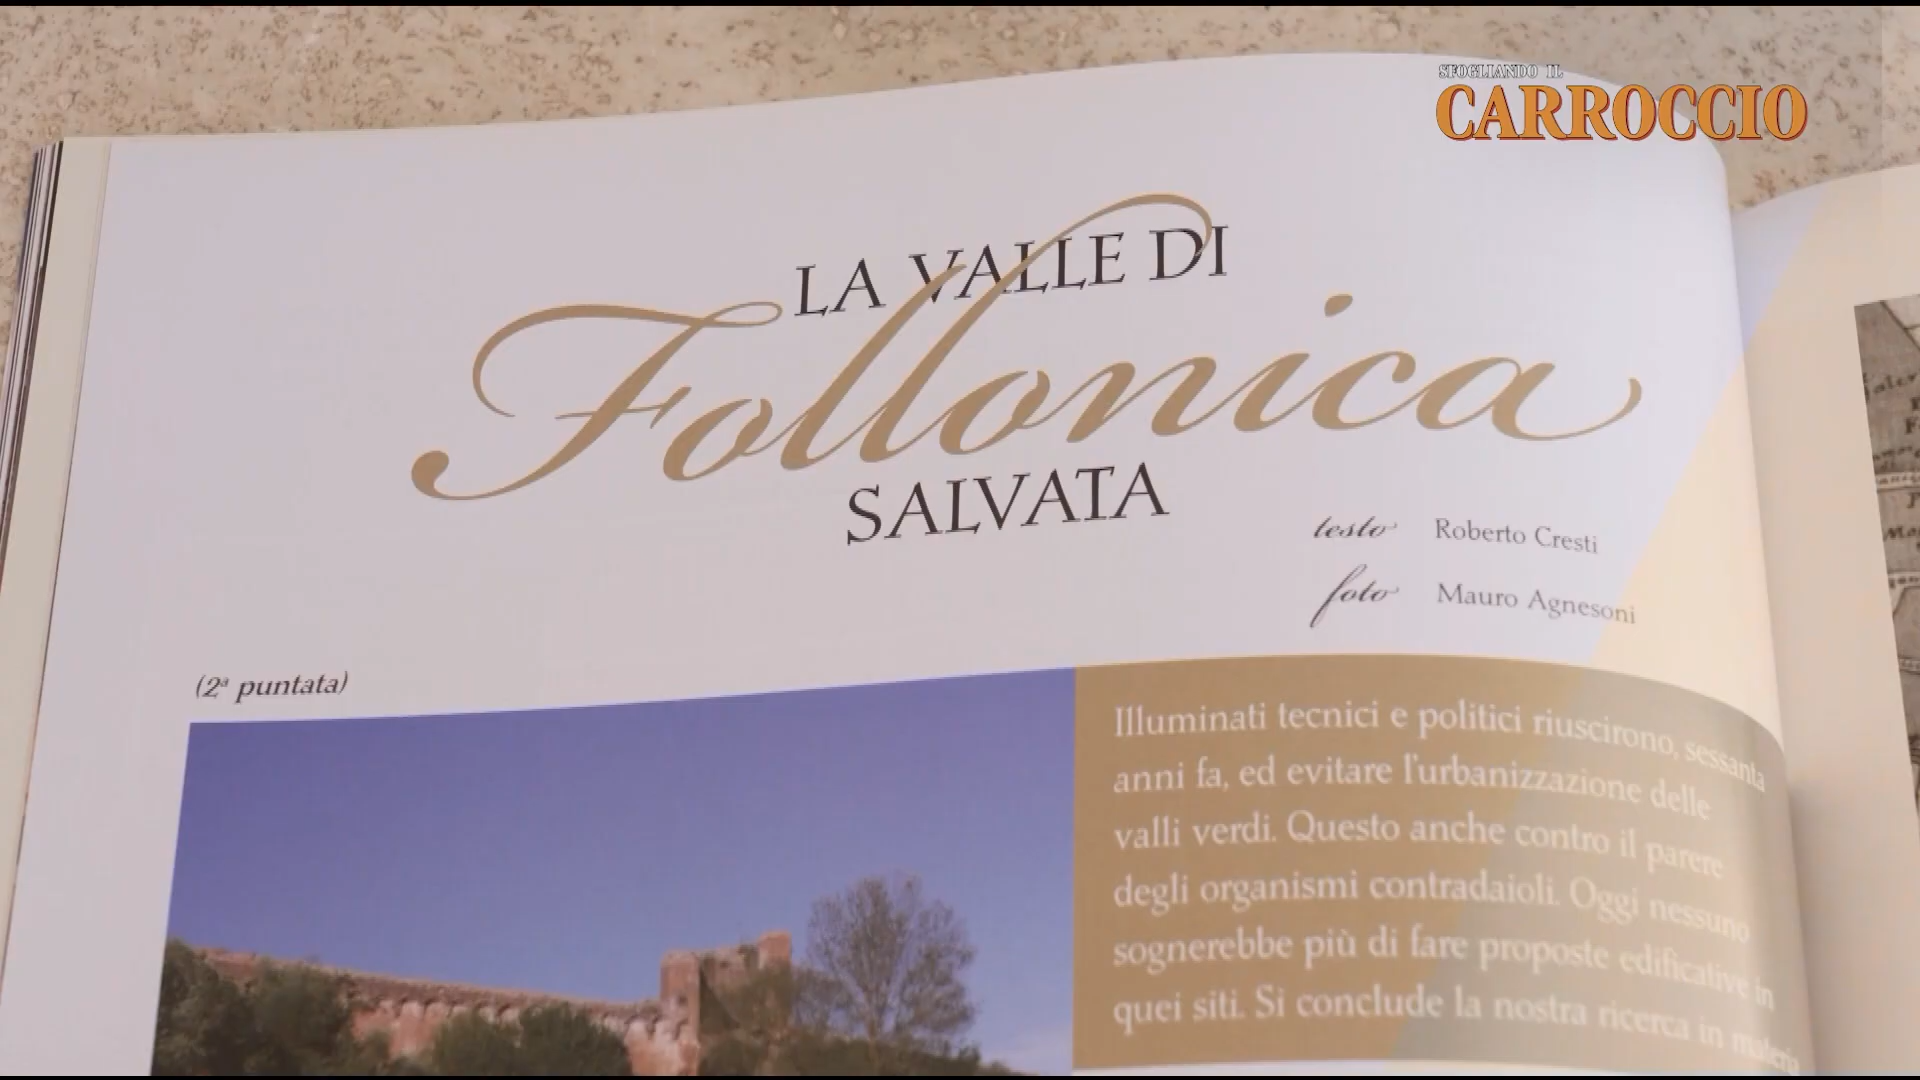 SFOGLIANDO IL
CARROCCIO
LA VALLE DI
Follonica
SALVATA
testo Roberto Cresti
foto Mauro Agnesoni
(2ª puntata)
Illuminati tecnici e politici riuscirono, sessanta
anni fa, ed evitare l'urbanizzazione delle
valli verdi. Questo anche contro il parere
degli organismi contradaioli. Oggi nessuno
sognerebbe più di fare proposte edificative in
quei siti. Si conclude la nostra ricerca in materia